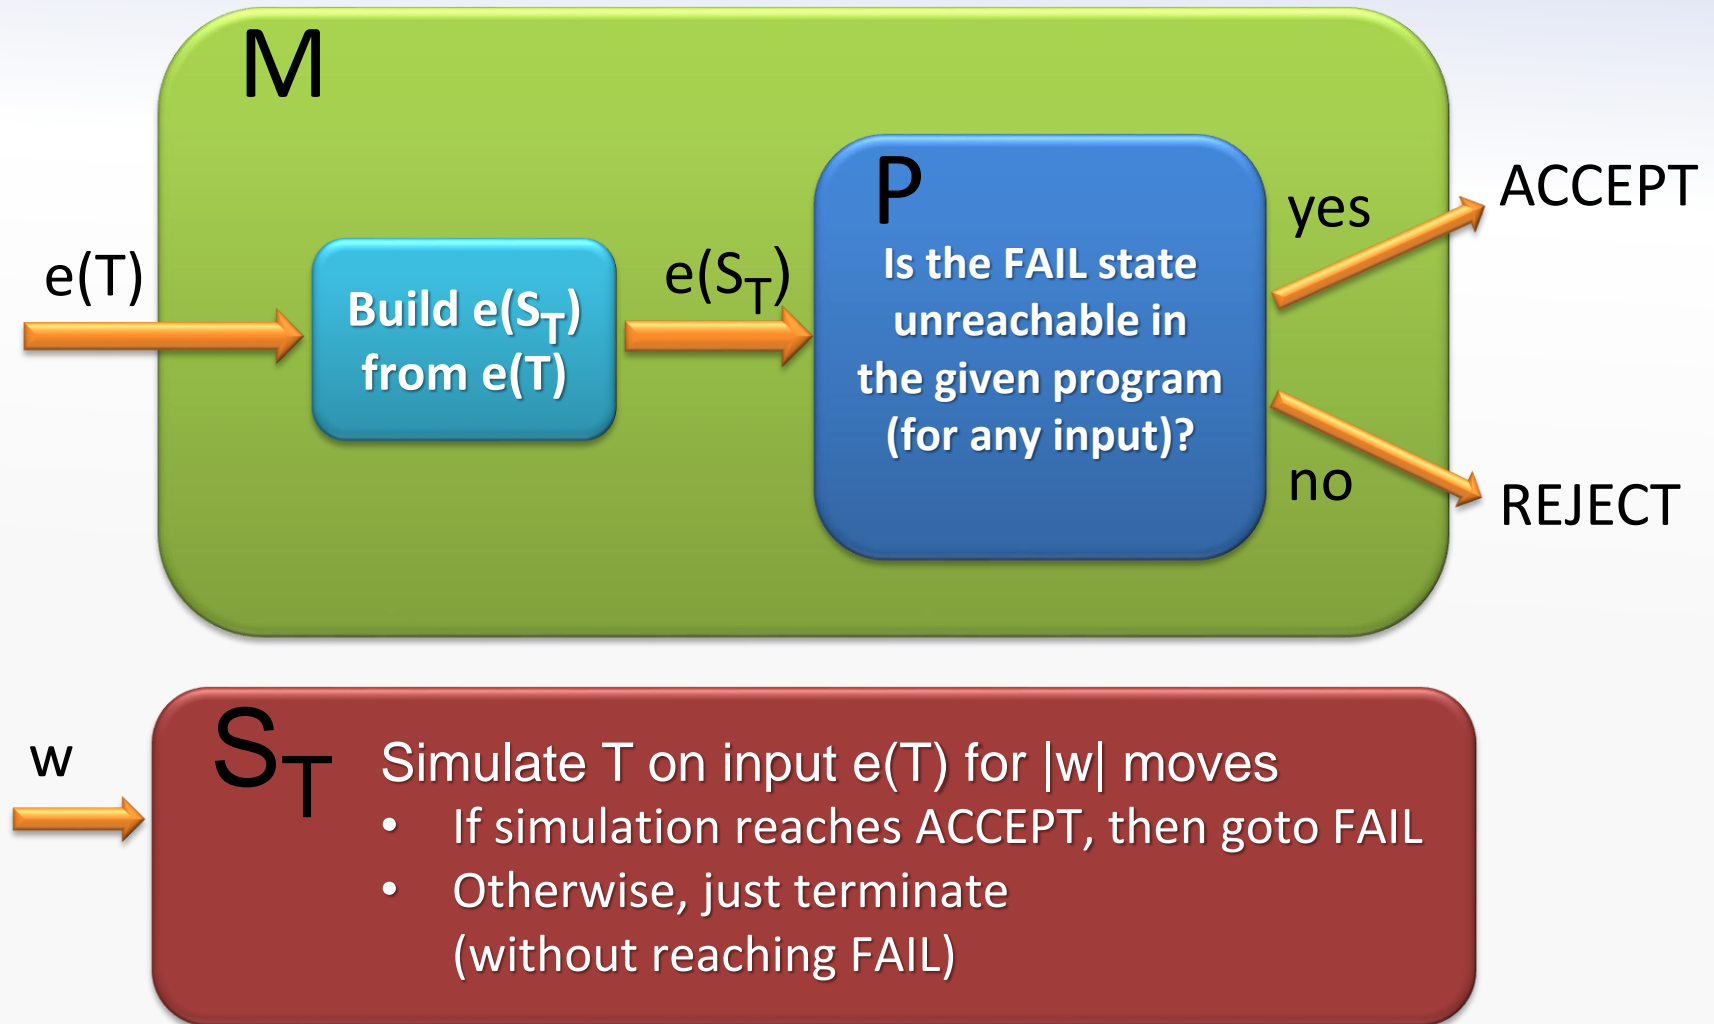 M
P
ACCEPT
yes
e(T)
Build e(S_T)
from e(T)
e(S_T)
Is the FAIL state
unreachable in
the given program
(for any input)?
no
REJECT
w
S_T
Simulate T on input e(T) for |w| moves
• If simulation reaches ACCEPT, then goto FAIL
• Otherwise, just terminate
(without reaching FAIL)